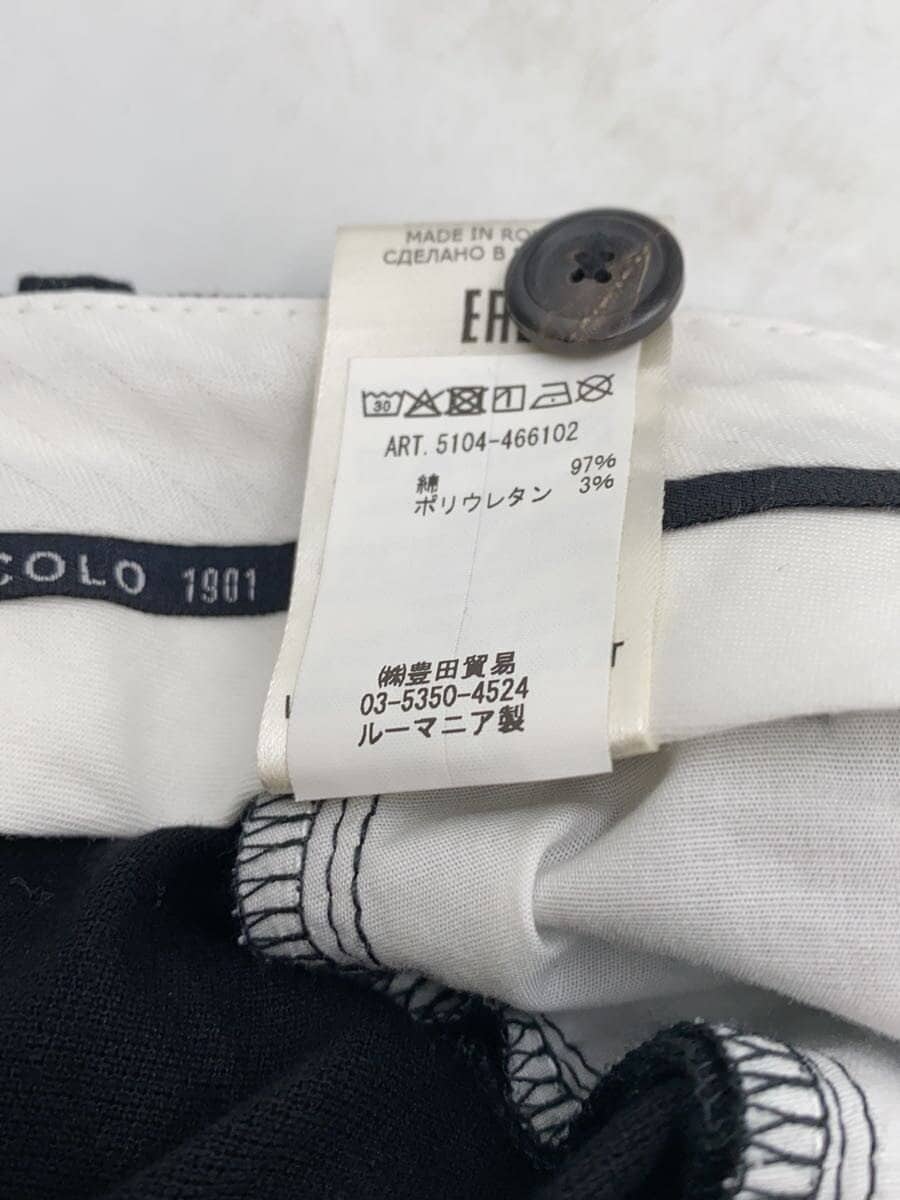 MADE IN
СДЕЛАНО В
30
ART. 5104-466102
綿 97%
ポリウレタン 3%
COLO 1901
㈱豊田貿易
03-5350-4524
ルーマニア製